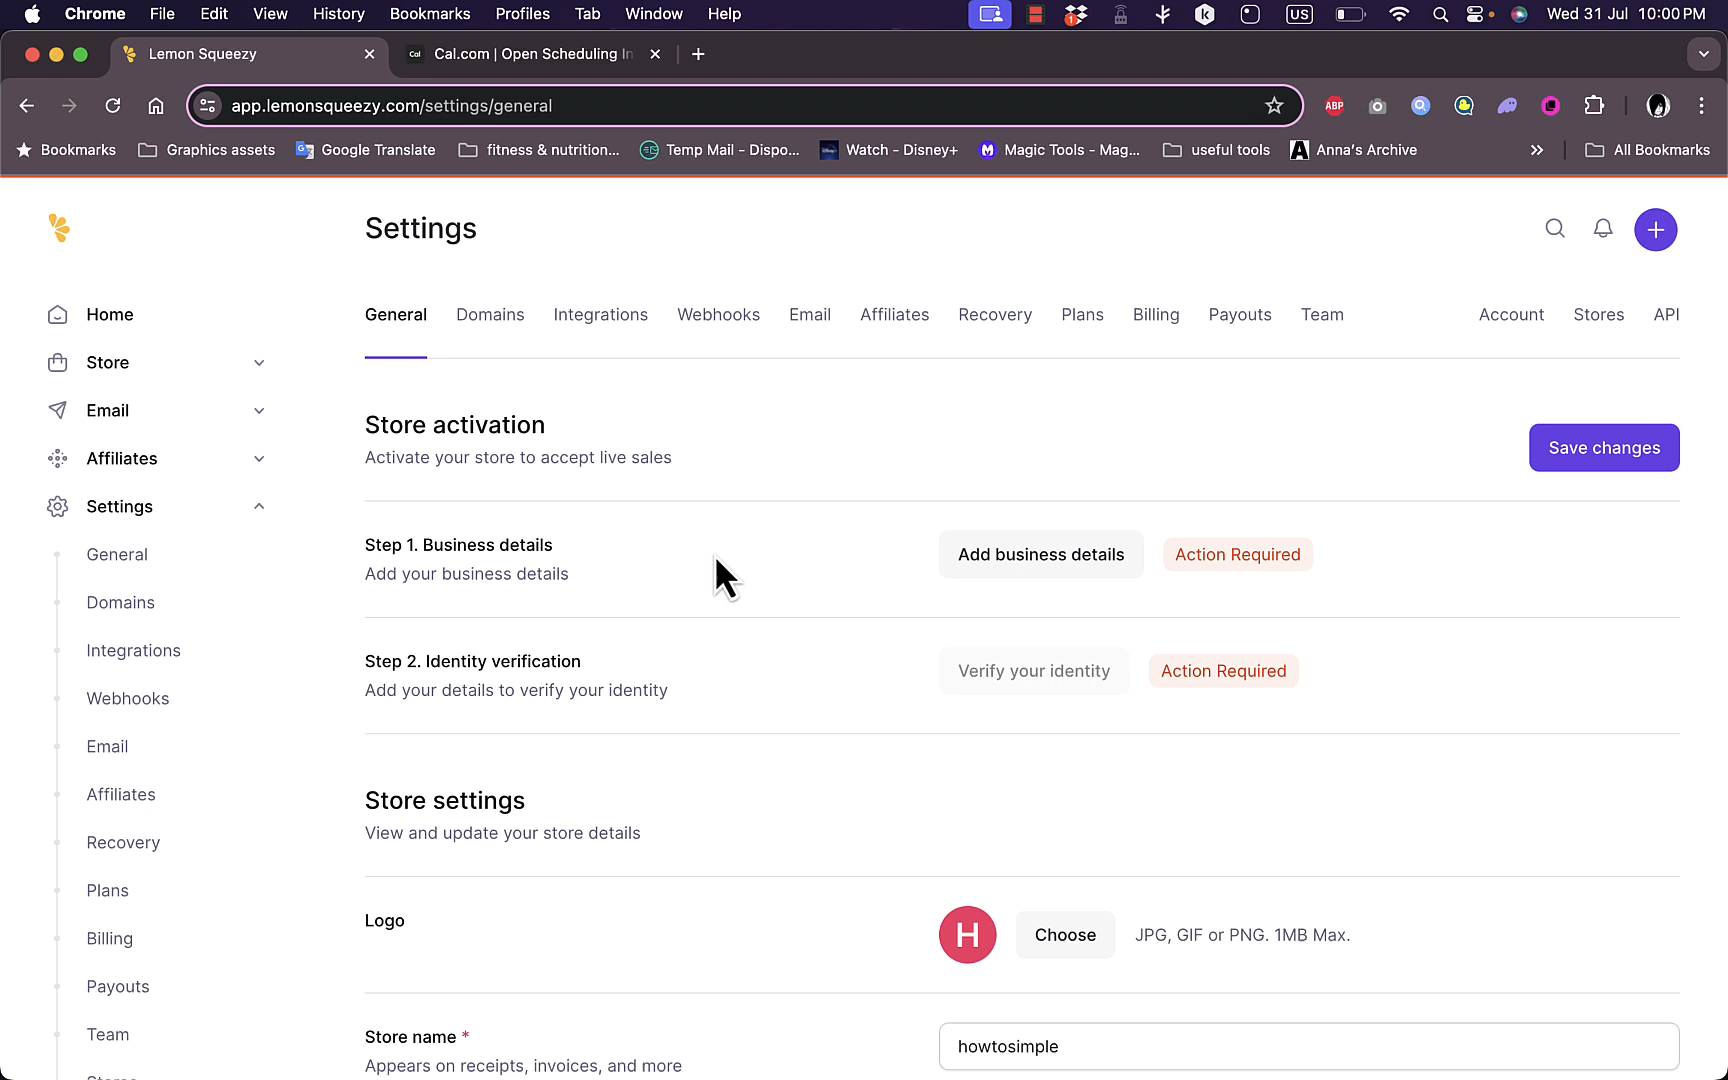 Chrome File Edit View History Bookmarks Profiles Tab Window Help 1 US Wed 31 Jul 10:00 PM
Lemon Squeezy Cal Cal.com | Open Scheduling In
app.lemonsqueezy.com/settings/general ABP
Bookmarks Graphics assets Google Translate fitness & nutrition... Temp Mail - Dispo... Watch - Disney+ Magic Tools - Mag... useful tools Anna's Archive All Bookmarks
Settings
General Domains Integrations Webhooks Email Affiliates Recovery Plans Billing Payouts Team Account Stores API
Home
Store
Email
Affiliates
Settings
General
Domains
Integrations
Webhooks
Email
Affiliates
Recovery
Plans
Billing
Payouts
Team
Store activation
Activate your store to accept live sales
Save changes
Step 1. Business details
Add your business details
Add business details Action Required
Step 2. Identity verification
Add your details to verify your identity
Verify your identity Action Required
Store settings
View and update your store details
Logo
H Choose JPG, GIF or PNG. 1MB Max.
Store name *
Appears on receipts, invoices, and more
howtosimple